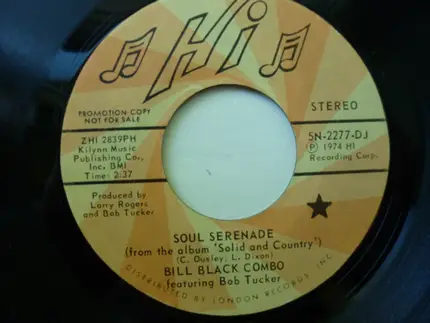 Hi
PROMOTION COPY
NOT FOR SALE
STEREO
ZHI 2839PH
Kilynn Music
Publishing Co.,
Inc. BMI
Time: 2:37
5N-2277-DJ
Ⓟ 1974 HI
Recording Corp.
Produced by
Larry Rogers
and Bob Tucker
SOUL SERENADE
(from the album 'Solid and Country')
(C. Ousley; L. Dixon)
BILL BLACK COMBO
featuring Bob Tucker
DISTRIBUTED BY LONDON RECORDS, INC.